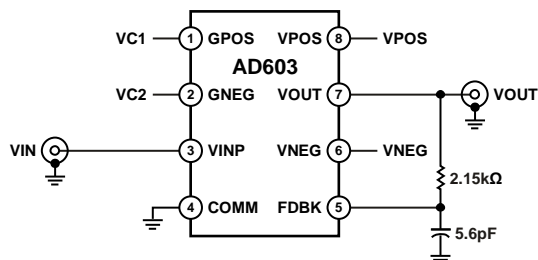 VC1 1 GPOS VPOS 8 VPOS
AD603
VC2 2 GNEG VOUT 7 VOUT
VIN 3 VINP VNEG 6 VNEG
2.15kΩ
4 COMM FDBK 5
5.6pF